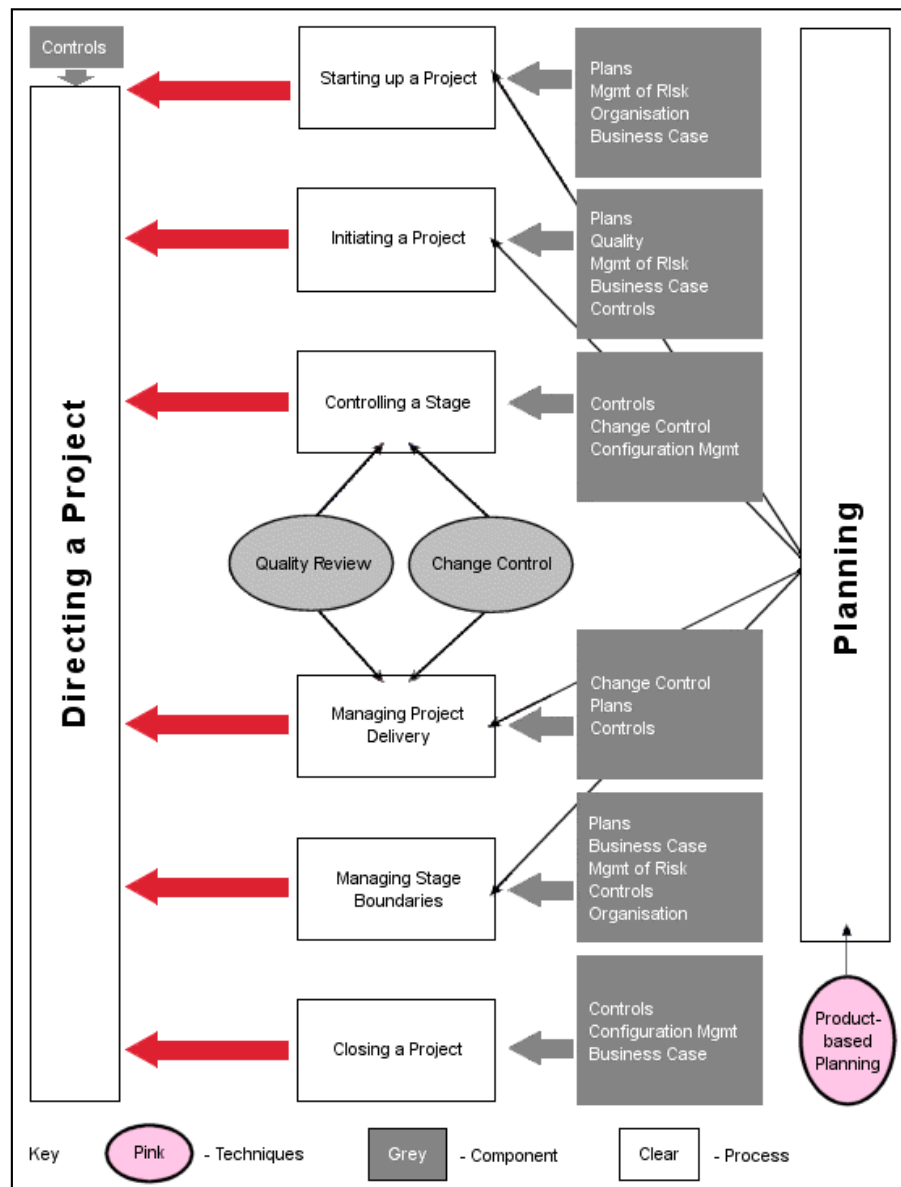 Controls
Starting up a Project
Plans
Mgmt of RIsk
Organisation
Business Case
Initiating a Project
Plans
Quality
Mgmt of RIsk
Business Case
Controls
Controlling a Stage
Controls
Change Control
Configuration Mgmt
Directing a Project
Quality Review
Change Control
Planning
Managing Project
Delivery
Change Control
Plans
Controls
Managing Stage
Boundaries
Plans
Business Case
Mgmt of Risk
Controls
Organisation
Closing a Project
Controls
Configuration Mgmt
Business Case
Product-
based
Planning
Key
Pink
- Techniques
Grey
- Component
Clear
- Process